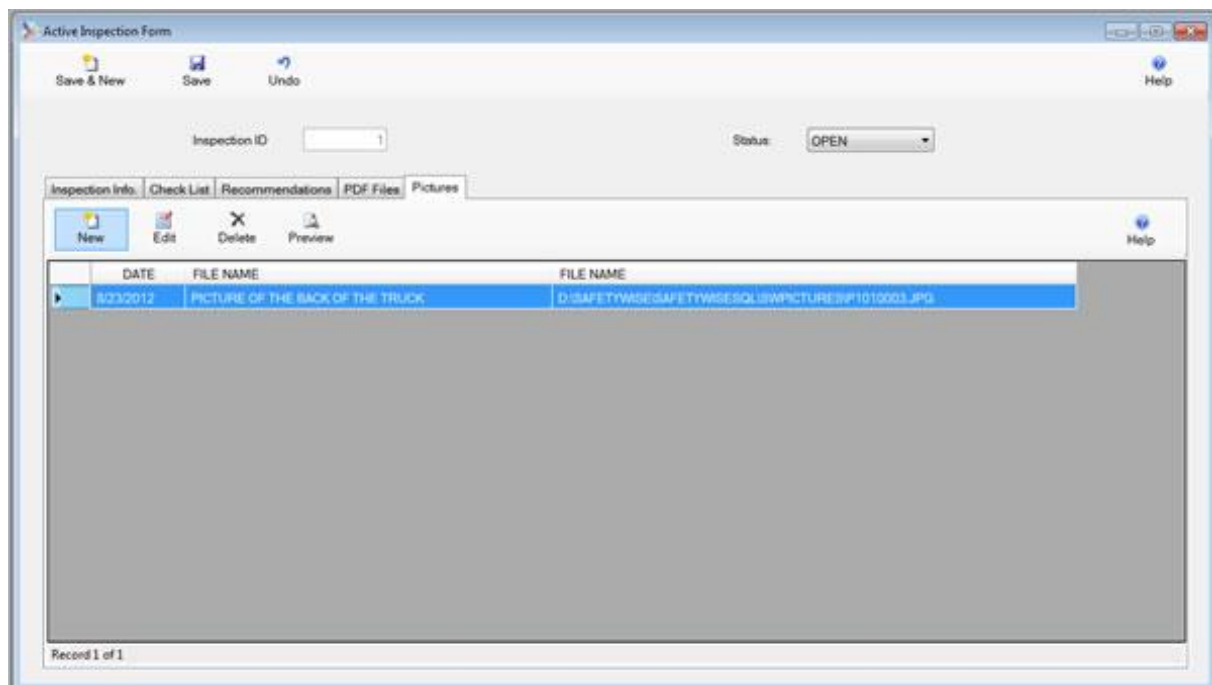 Active Inspection Form
Save & New Save Undo Help
Inspection ID 1 Status: OPEN
Inspection Info. Check List Recommendations PDF Files Pictures
New Edit Delete Preview Help
DATE FILE NAME FILE NAME
8/23/2012 PICTURE OF THE BACK OF THE TRUCK D:\SAFETYWISE\SAFETYWISESQL\SWPICTURES\P1010003.JPG
Record 1 of 1